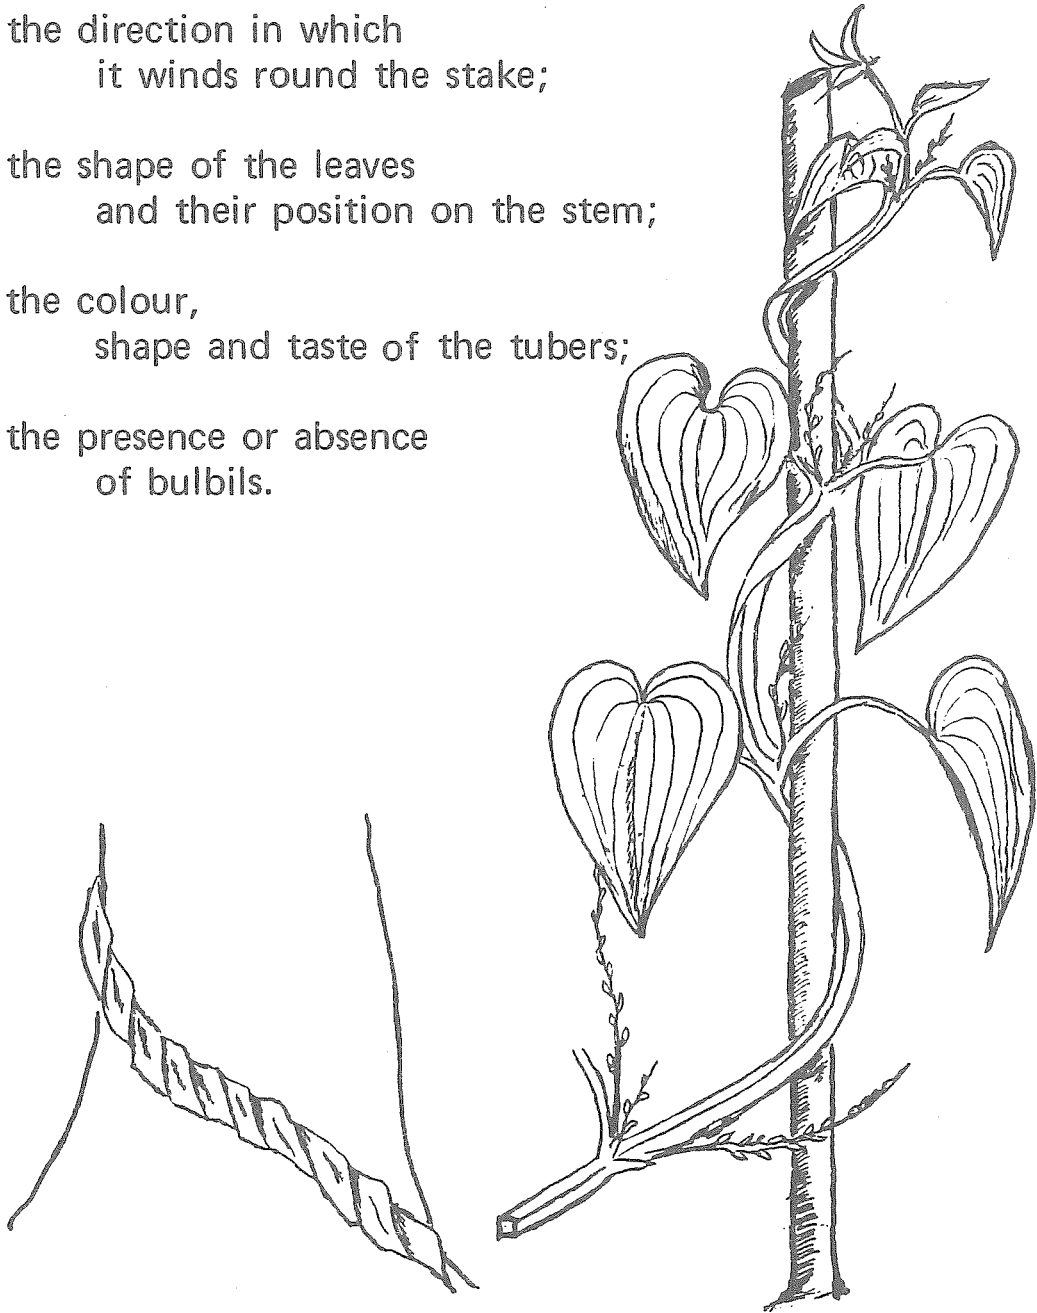 the direction in which
it winds round the stake;
the shape of the leaves
and their position on the stem;
the colour,
shape and taste of the tubers;
the presence or absence
of bulbils.